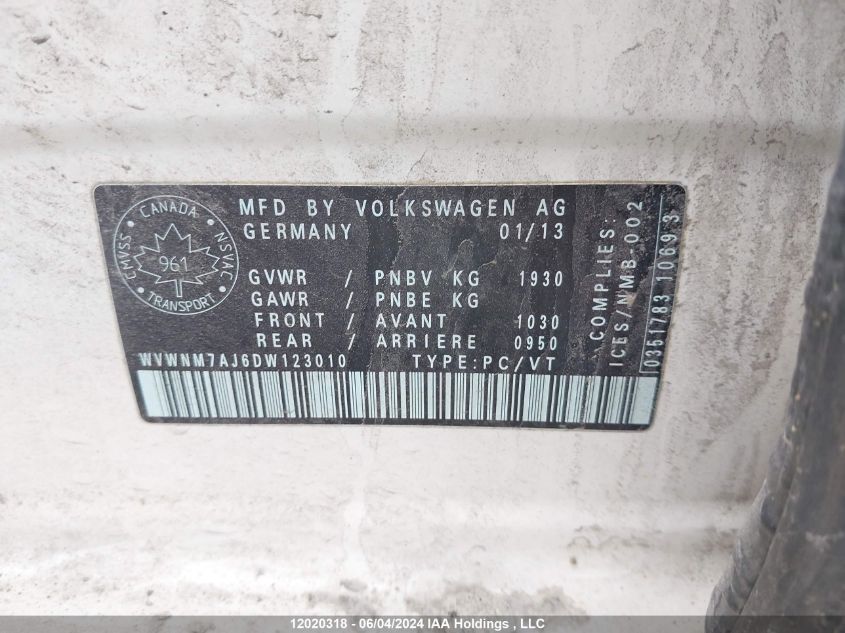 CANADA
CMVSS NSVAC
961
TRANSPORT
MFD BY VOLKSWAGEN AG
GERMANY 01/13
GVWR / PNBV KG 1930
GAWR / PNBE KG
FRONT / AVANT 1030
REAR / ARRIERE 0950
WVWNM7AJ6DW123010 TYPE:PC/VT
COMPLIES:
ICES/NMB-002
0351783 10693
12020318 - 06/04/2024 IAA Holdings , LLC